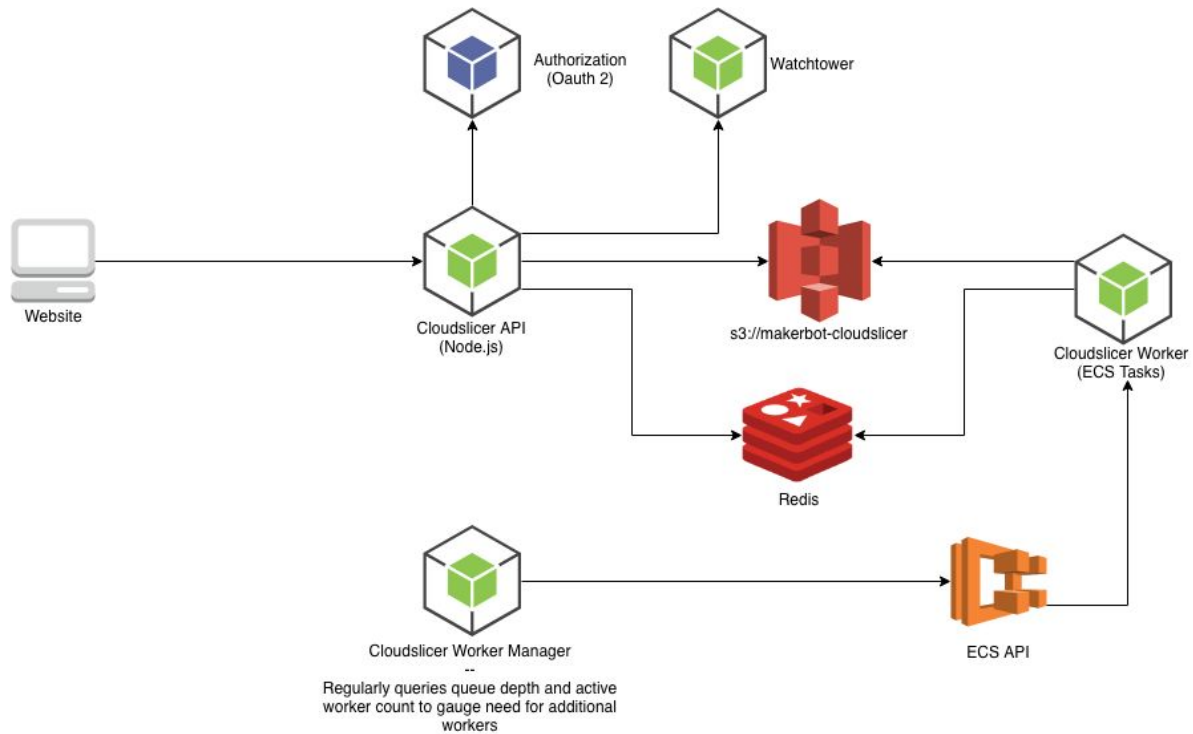 Authorization
(Oauth 2)
Watchtower
Website
Cloudslicer API
(Node.js)
s3://makerbot-cloudslicer
Cloudslicer Worker
(ECS Tasks)
Redis
Cloudslicer Worker Manager
--
Regularly queries queue depth and active
worker count to gauge need for additional
workers
ECS API